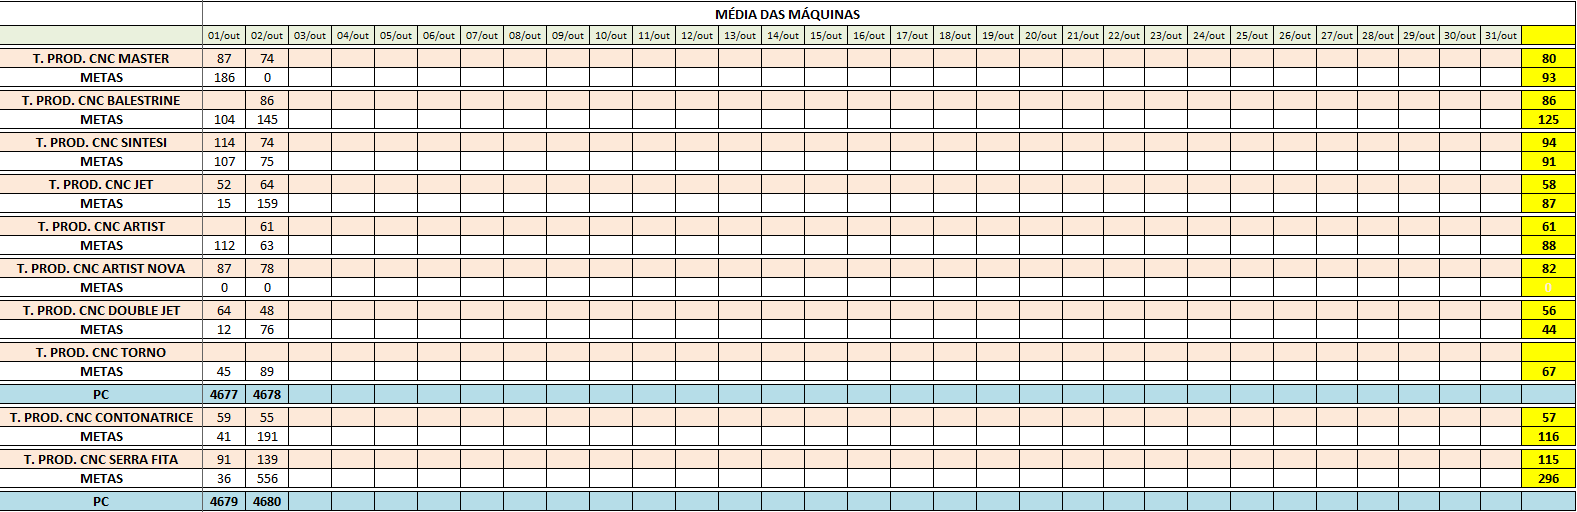 MÉDIA DAS MÁQUINAS
01/out 02/out 03/out 04/out 05/out 06/out 07/out 08/out 09/out 10/out 11/out 12/out 13/out 14/out 15/out 16/out 17/out 18/out 19/out 20/out 21/out 22/out 23/out 24/out 25/out 26/out 27/out 28/out 29/out 30/out 31/out
T. PROD. CNC MASTER 87 74 80
METAS 186 0 93
T. PROD. CNC BALESTRINE 86 86
METAS 104 145 125
T. PROD. CNC SINTESI 114 74 94
METAS 107 75 91
T. PROD. CNC JET 52 64 58
METAS 15 159 87
T. PROD. CNC ARTIST 61 61
METAS 112 63 88
T. PROD. CNC ARTIST NOVA 87 78 82
METAS 0 0 0
T. PROD. CNC DOUBLE JET 64 48 56
METAS 12 76 44
T. PROD. CNC TORNO
METAS 45 89 67
PC 4677 4678
T. PROD. CNC CONTONATRICE 59 55 57
METAS 41 191 116
T. PROD. CNC SERRA FITA 91 139 115
METAS 36 556 296
PC 4679 4680